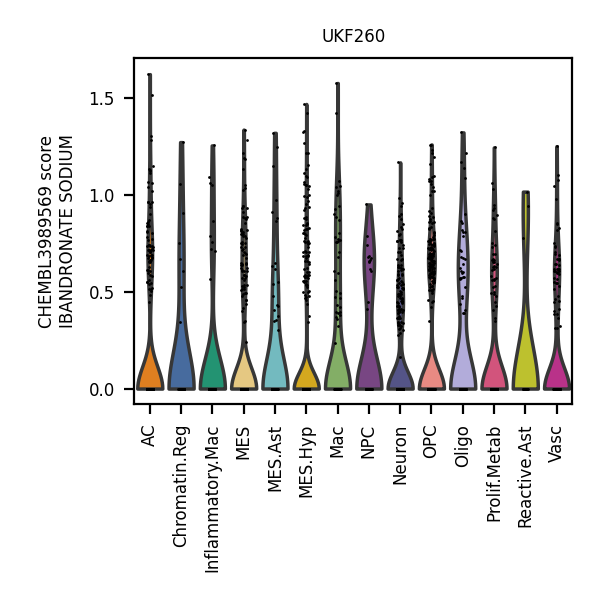 UKF260
CHEMBL3989569 score
IBANDRONATE SODIUM
1.5
1.0
0.5
0.0
AC
Chromatin.Reg
Inflammatory.Mac
MES
MES.Ast
MES.Hyp
Mac
NPC
Neuron
OPC
Oligo
Prolif.Metab
Reactive.Ast
Vasc